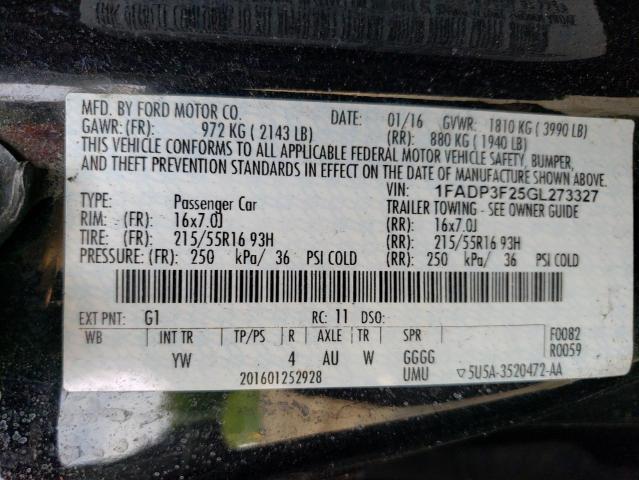 MFD. BY FORD MOTOR CO. DATE: 01/16 GVWR: 1810 KG ( 3990 LB)
GAWR: (FR): 972 KG ( 2143 LB) (RR): 880 KG ( 1940 LB)
THIS VEHICLE CONFORMS TO ALL APPLICABLE FEDERAL MOTOR VEHICLE SAFETY, BUMPER,
AND THEFT PREVENTION STANDARDS IN EFFECT ON THE DATE OF MANUFACTURE SHOWN ABOVE.
VIN: 1FADP3F25GL273327
TYPE: Passenger Car TRAILER TOWING - SEE OWNER GUIDE
RIM: (FR): 16x7.0J (RR): 16x7.0J
TIRE: (FR): 215/55R16 93H (RR): 215/55R16 93H
PRESSURE: (FR): 250 kPa/ 36 PSI COLD (RR): 250 kPa/ 36 PSI COLD
EXT PNT: G1 RC: 11 DSO: F0082
WB INT TR TP/PS R AXLE TR SPR R0059
YW 4 AU W GGGG
201601252928 UMU ▽5U5A-3520472-AA